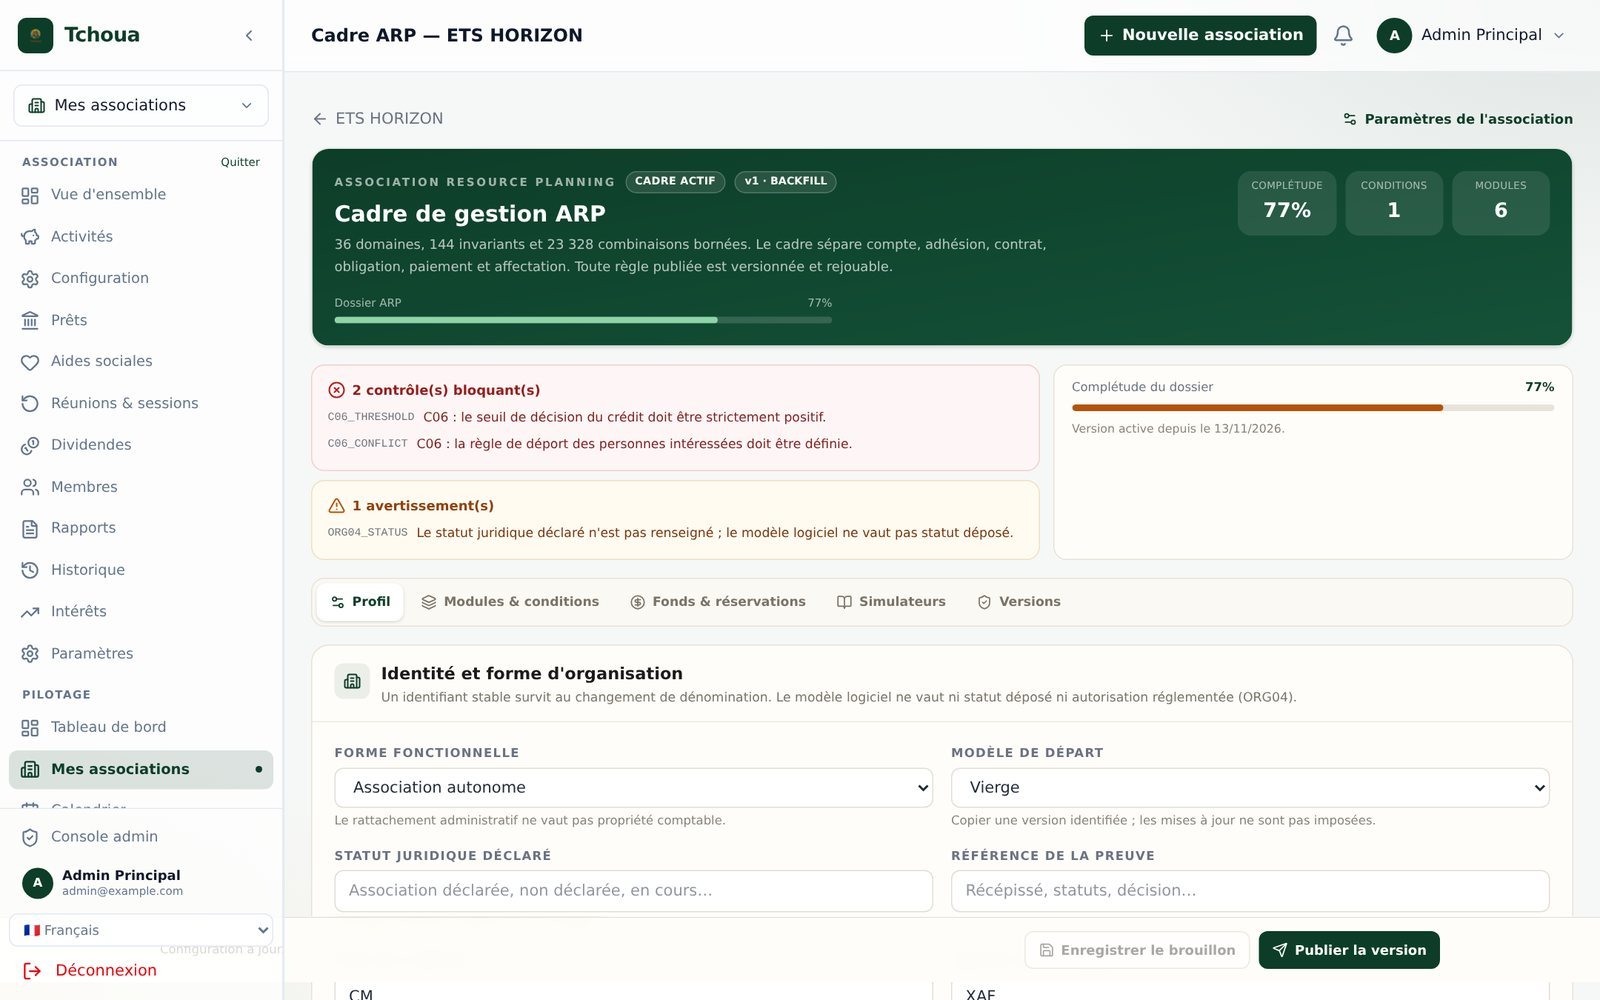 Tchoua
Mes associations
ASSOCIATION
Quitter
Vue d'ensemble
Activités
Configuration
Prêts
Aides sociales
Réunions & sessions
Dividendes
Membres
Rapports
Historique
Intérêts
Paramètres
PILOTAGE
Tableau de bord
Mes associations
Calendrier
Console admin
A
Admin Principal
admin@example.com
🇫🇷 Français
Configuration à jour
Déconnexion
Cadre ARP — ETS HORIZON
+ Nouvelle association
A
Admin Principal
← ETS HORIZON
Paramètres de l'association
ASSOCIATION RESOURCE PLANNING
CADRE ACTIF
v1 · BACKFILL
Cadre de gestion ARP
36 domaines, 144 invariants et 23 328 combinaisons bornées. Le cadre sépare compte, adhésion, contrat,
obligation, paiement et affectation. Toute règle publiée est versionnée et rejouable.
Dossier ARP
77%
COMPLÉTUDE
77%
CONDITIONS
1
MODULES
6
2 contrôle(s) bloquant(s)
C06_THRESHOLD C06 : le seuil de décision du crédit doit être strictement positif.
C06_CONFLICT C06 : la règle de déport des personnes intéressées doit être définie.
1 avertissement(s)
ORG04_STATUS Le statut juridique déclaré n'est pas renseigné ; le modèle logiciel ne vaut pas statut déposé.
Complétude du dossier
77%
Version active depuis le 13/11/2026.
Profil
Modules & conditions
Fonds & réservations
Simulateurs
Versions
Identité et forme d'organisation
Un identifiant stable survit au changement de dénomination. Le modèle logiciel ne vaut ni statut déposé ni autorisation réglementée (ORG04).
FORME FONCTIONNELLE
Association autonome
Le rattachement administratif ne vaut pas propriété comptable.
MODÈLE DE DÉPART
Vierge
Copier une version identifiée ; les mises à jour ne sont pas imposées.
STATUT JURIDIQUE DÉCLARÉ
Association déclarée, non déclarée, en cours…
RÉFÉRENCE DE LA PREUVE
Récépissé, statuts, décision…
Enregistrer le brouillon
Publier la version
CM
XAF